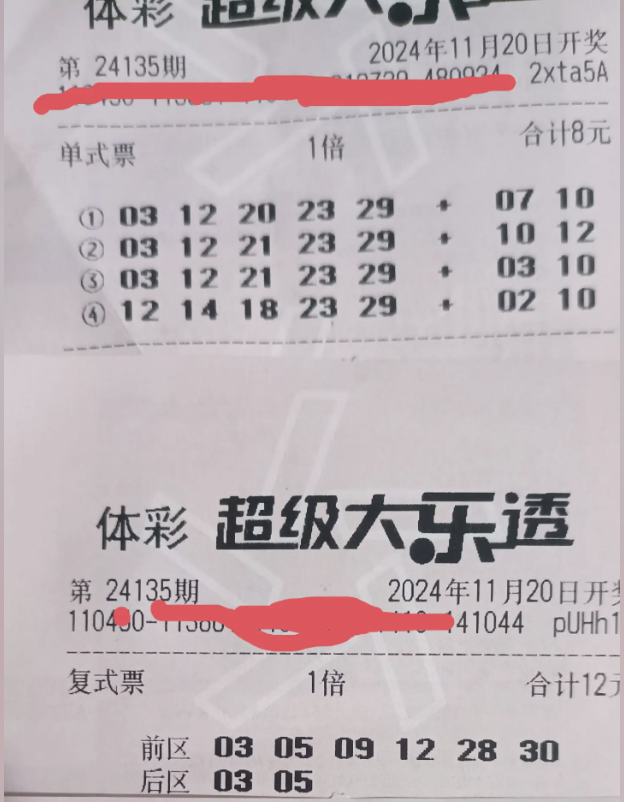 体彩 超级大乐
第 24135期 2024年11月20日开奖
480924 2xta5A
单式票 1倍 合计8元
① 03 12 20 23 29 + 07 10
② 03 12 21 23 29 + 10 12
③ 03 12 21 23 29 + 03 10
④ 12 14 18 23 29 + 02 10
体彩 超级大乐透
第 24135期 2024年11月20日开奖
141044 pUHh1
复式票 1倍 合计12元
前区 03 05 09 12 28 30
后区 03 05